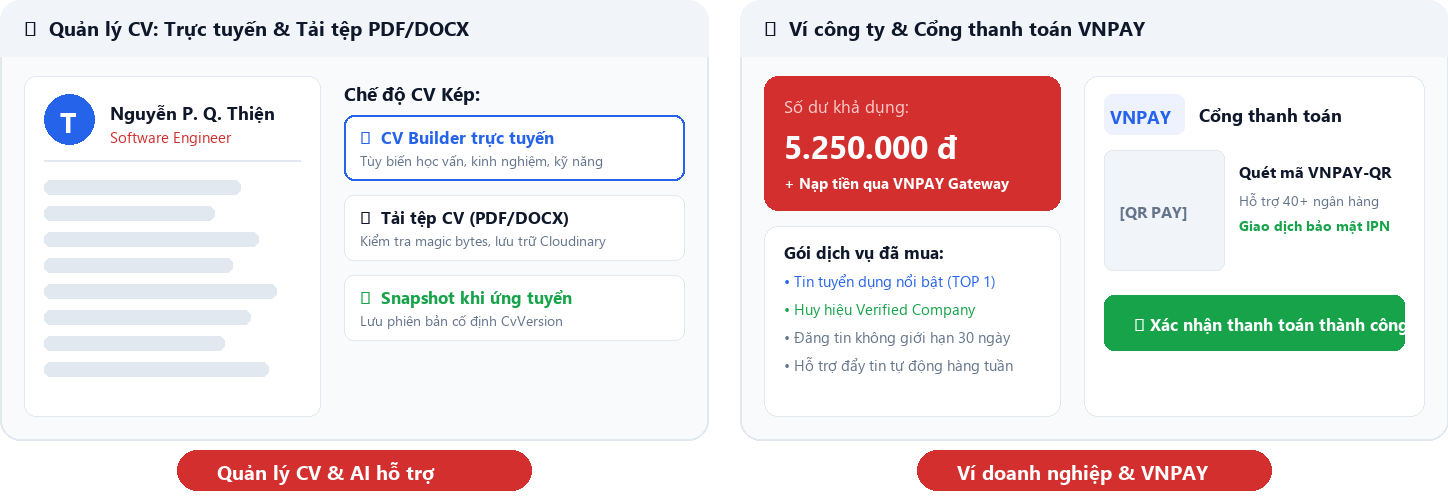 Quản lý CV: Trực tuyến & Tải tệp PDF/DOCX
T
Nguyễn P. Q. Thiện
Software Engineer
Chế độ CV Kép:
CV Builder trực tuyến
Tùy biến học vấn, kinh nghiệm, kỹ năng
Tải tệp CV (PDF/DOCX)
Kiểm tra magic bytes, lưu trữ Cloudinary
Snapshot khi ứng tuyển
Lưu phiên bản cố định CvVersion
Quản lý CV & AI hỗ trợ
Ví công ty & Cổng thanh toán VNPAY
Số dư khả dụng:
5.250.000 đ
+ Nạp tiền qua VNPAY Gateway
Gói dịch vụ đã mua:
• Tin tuyển dụng nổi bật (TOP 1)
• Huy hiệu Verified Company
• Đăng tin không giới hạn 30 ngày
• Hỗ trợ đẩy tin tự động hàng tuần
VNPAY
Cổng thanh toán
[QR PAY]
Quét mã VNPAY-QR
Hỗ trợ 40+ ngân hàng
Giao dịch bảo mật IPN
Xác nhận thanh toán thành công
Ví doanh nghiệp & VNPAY